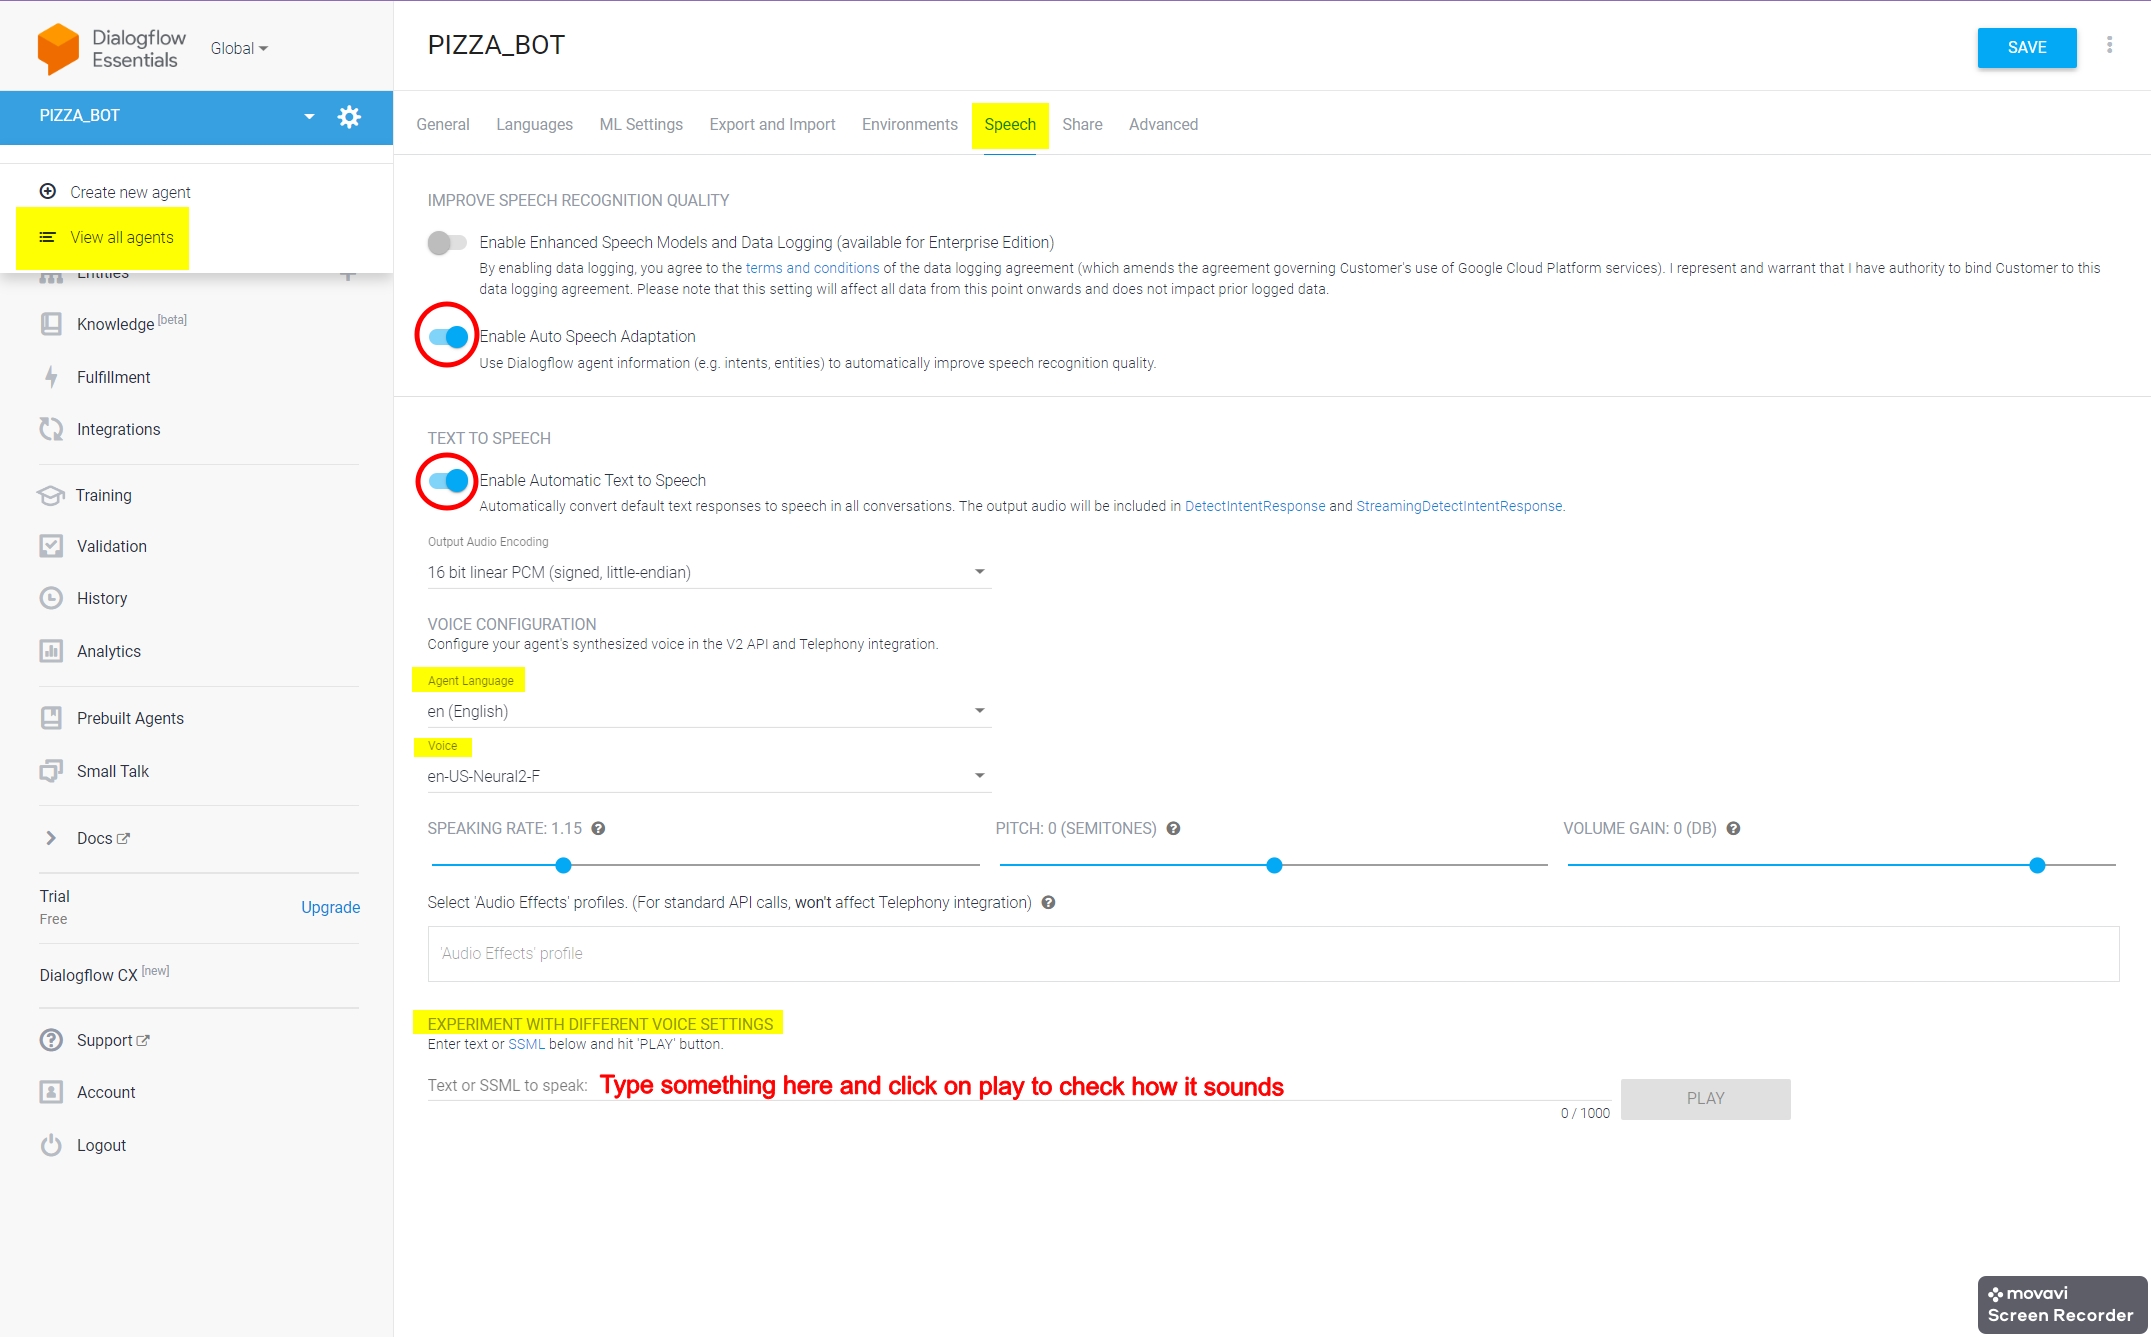 Dialogflow
Essentials
Global
PIZZA_BOT
Create new agent
View all agents
Entities
Knowledge [beta]
Fulfillment
Integrations
Training
Validation
History
Analytics
Prebuilt Agents
Small Talk
Docs
Trial
Free
Upgrade
Dialogflow CX [new]
Support
Account
Logout
PIZZA_BOT
SAVE
General Languages ML Settings Export and Import Environments Speech Share Advanced
IMPROVE SPEECH RECOGNITION QUALITY
Enable Enhanced Speech Models and Data Logging (available for Enterprise Edition)
By enabling data logging, you agree to the terms and conditions of the data logging agreement (which amends the agreement governing Customer's use of Google Cloud Platform services). I represent and warrant that I have authority to bind Customer to this
data logging agreement. Please note that this setting will affect all data from this point onwards and does not impact prior logged data.
Enable Auto Speech Adaptation
Use Dialogflow agent information (e.g. intents, entities) to automatically improve speech recognition quality.
TEXT TO SPEECH
Enable Automatic Text to Speech
Automatically convert default text responses to speech in all conversations. The output audio will be included in DetectIntentResponse and StreamingDetectIntentResponse.
Output Audio Encoding
16 bit linear PCM (signed, little-endian)
VOICE CONFIGURATION
Configure your agent's synthesized voice in the V2 API and Telephony integration.
Agent Language
en (English)
Voice
en-US-Neural2-F
SPEAKING RATE: 1.15 PITCH: 0 (SEMITONES) VOLUME GAIN: 0 (DB)
Select 'Audio Effects' profiles. (For standard API calls, won't affect Telephony integration)
'Audio Effects' profile
EXPERIMENT WITH DIFFERENT VOICE SETTINGS
Enter text or SSML below and hit 'PLAY' button.
Text or SSML to speak: Type something here and click on play to check how it sounds
PLAY
0 / 1000
movavi
Screen Recorder